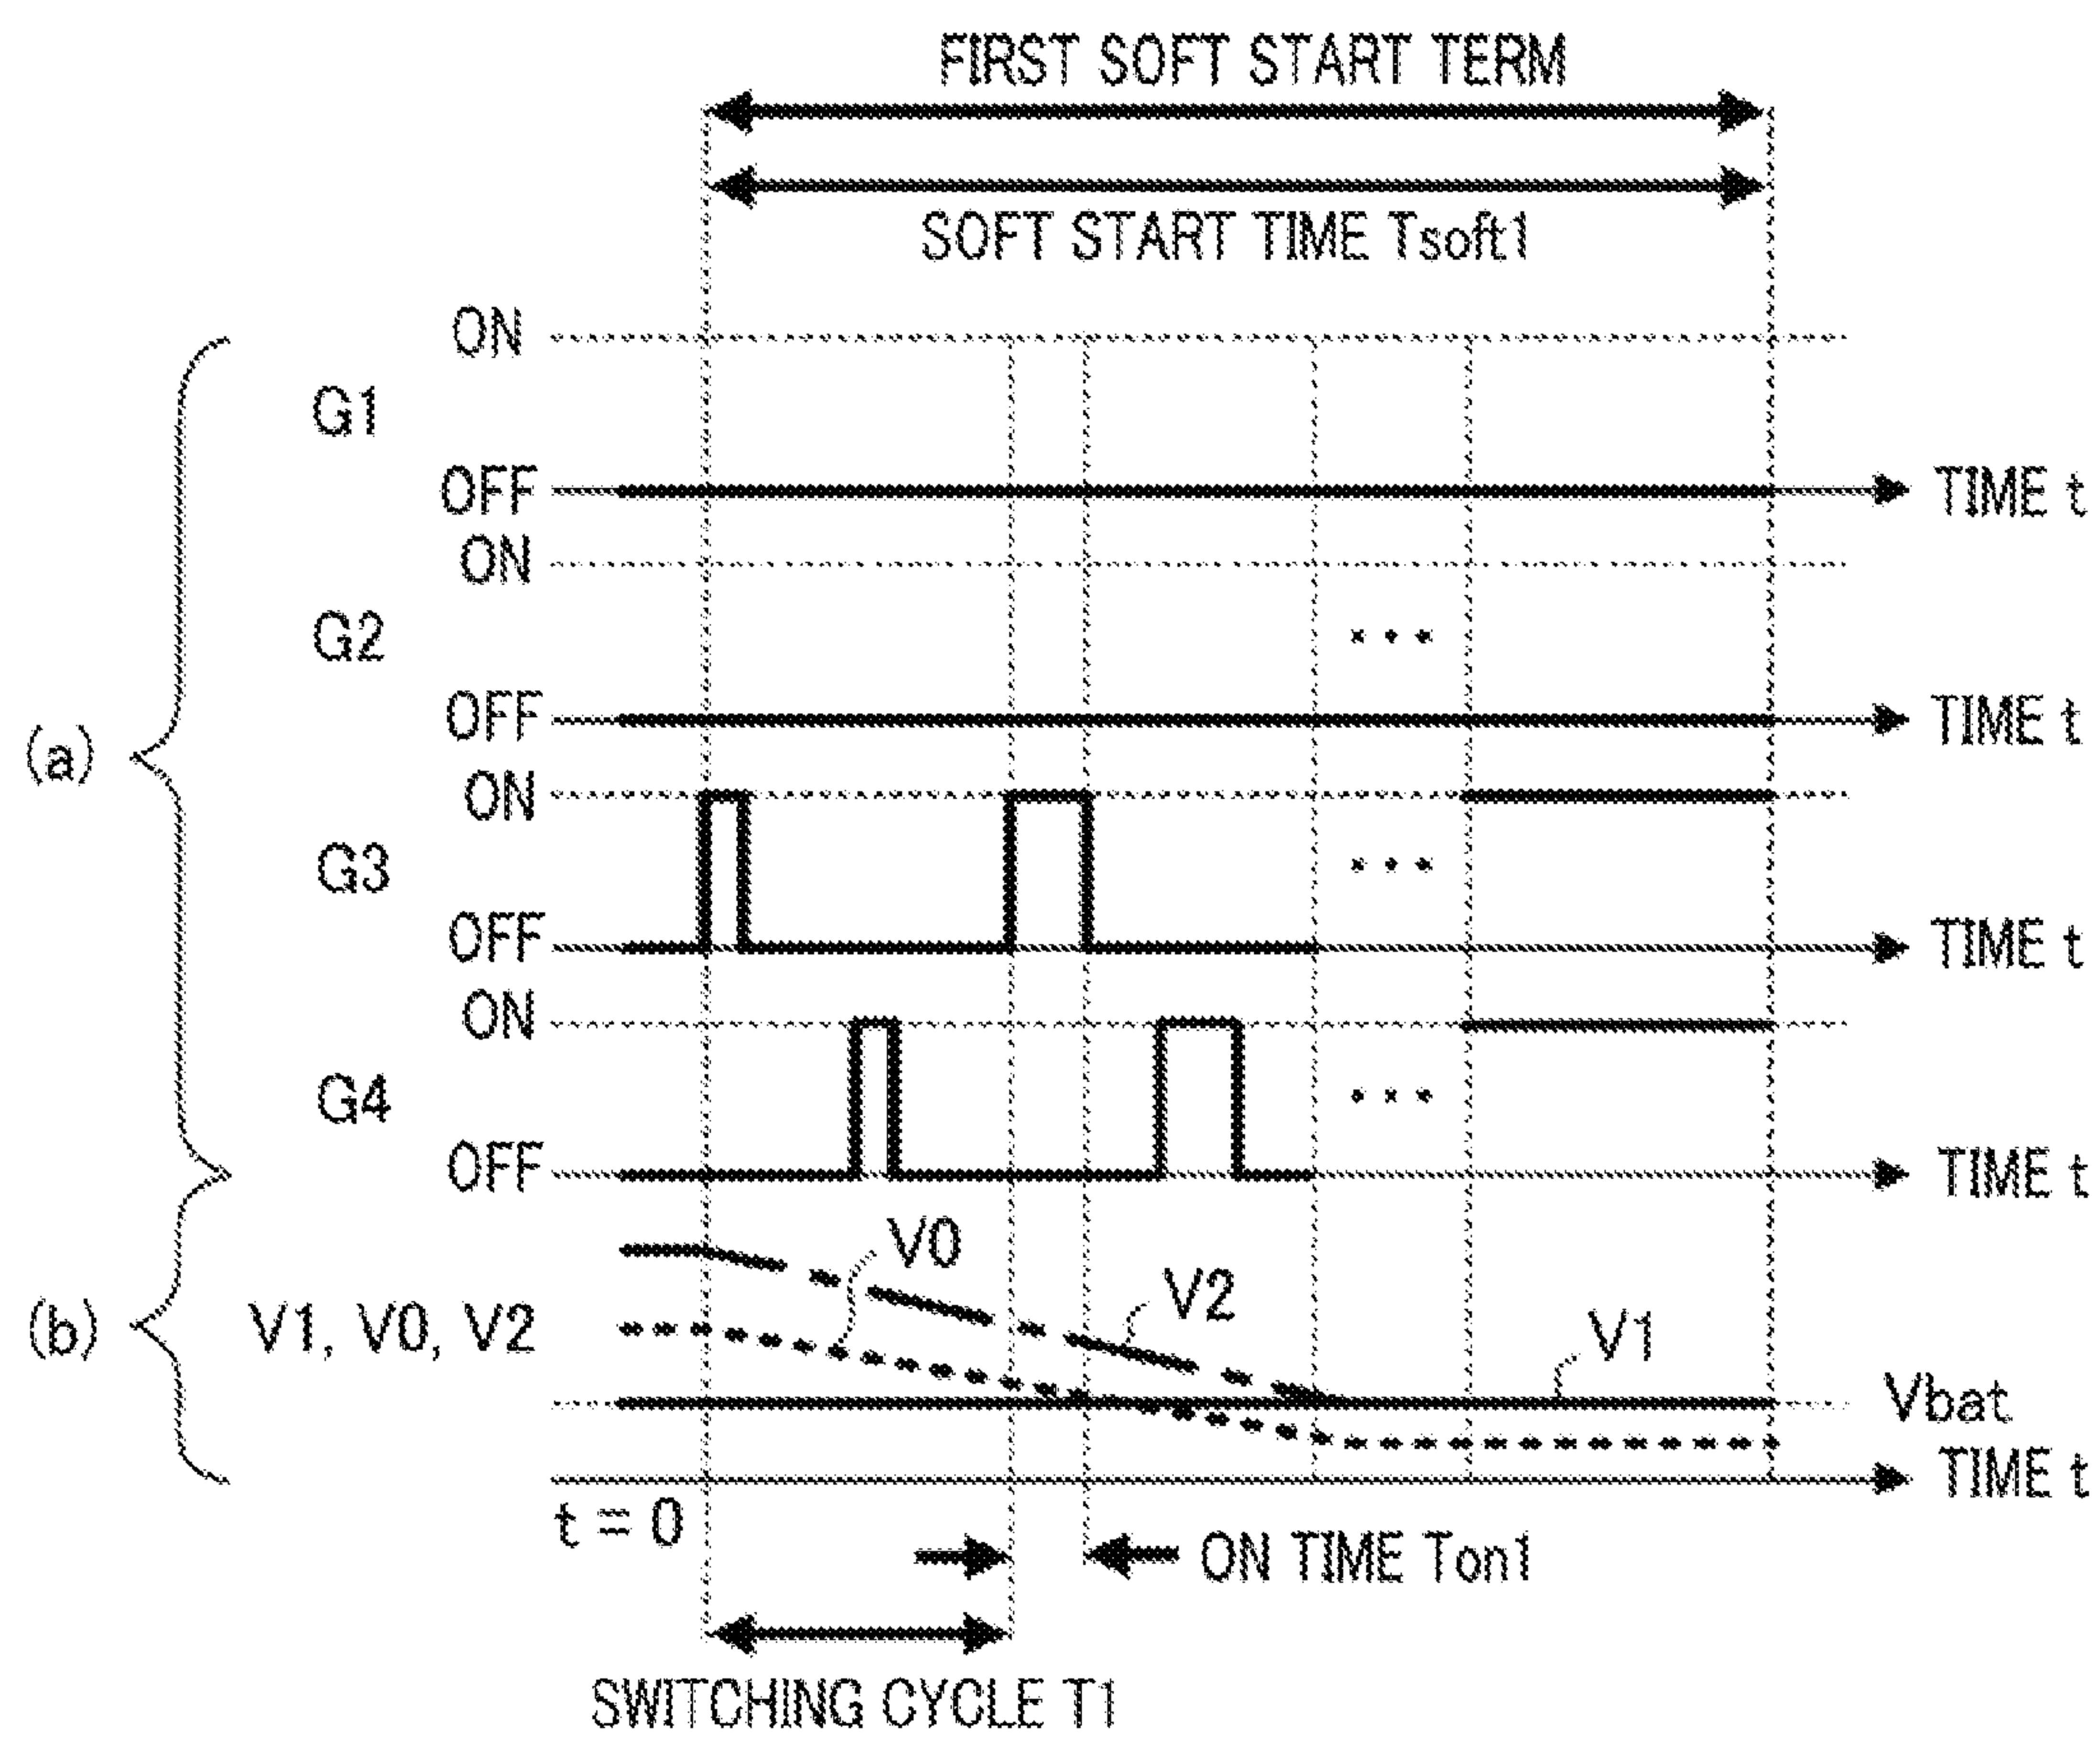 FIRST SOFT START TERM
SOFT START TIME Tsoft1
ON
G1
OFF
TIME t
ON
G2
...
OFF
TIME t
(a)
ON
G3
...
OFF
TIME t
ON
G4
...
OFF
TIME t
V0
V2
(b)
V1, V0, V2
V1
Vbat
TIME t
t = 0
ON TIME Ton1
SWITCHING CYCLE T1